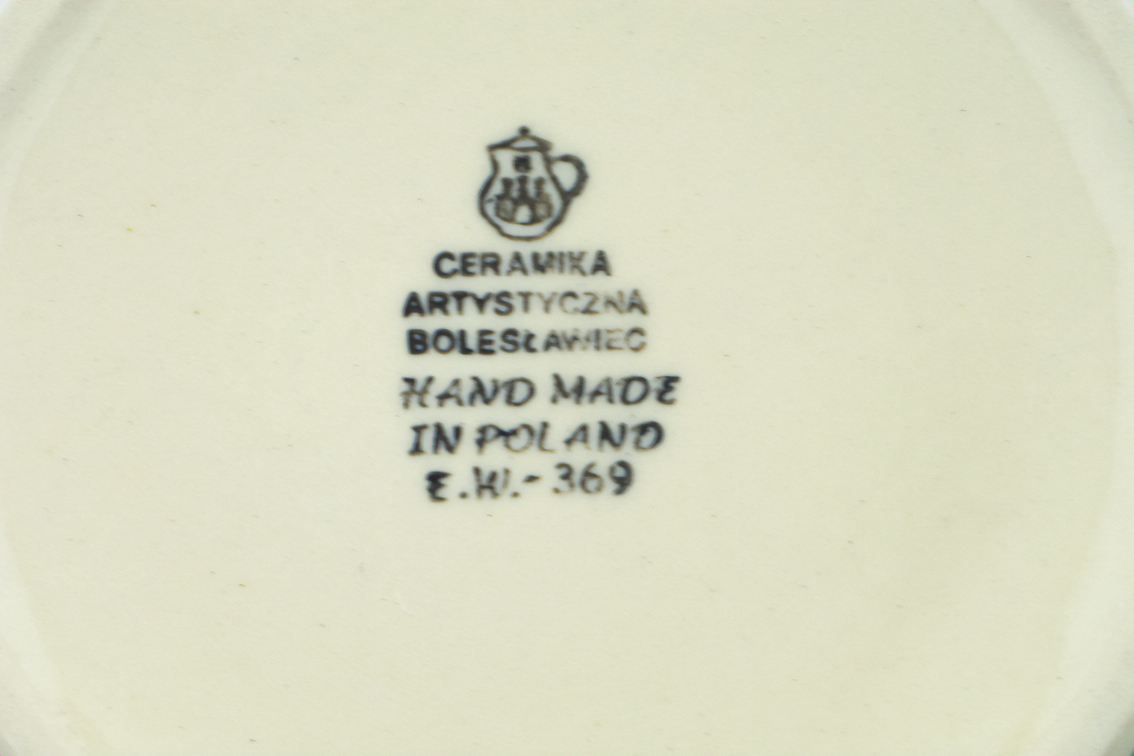 CERAMIKA
ARTYSTYCZNA
BOLESŁAWIEC
HAND MADE
IN POLAND
E.W.-369